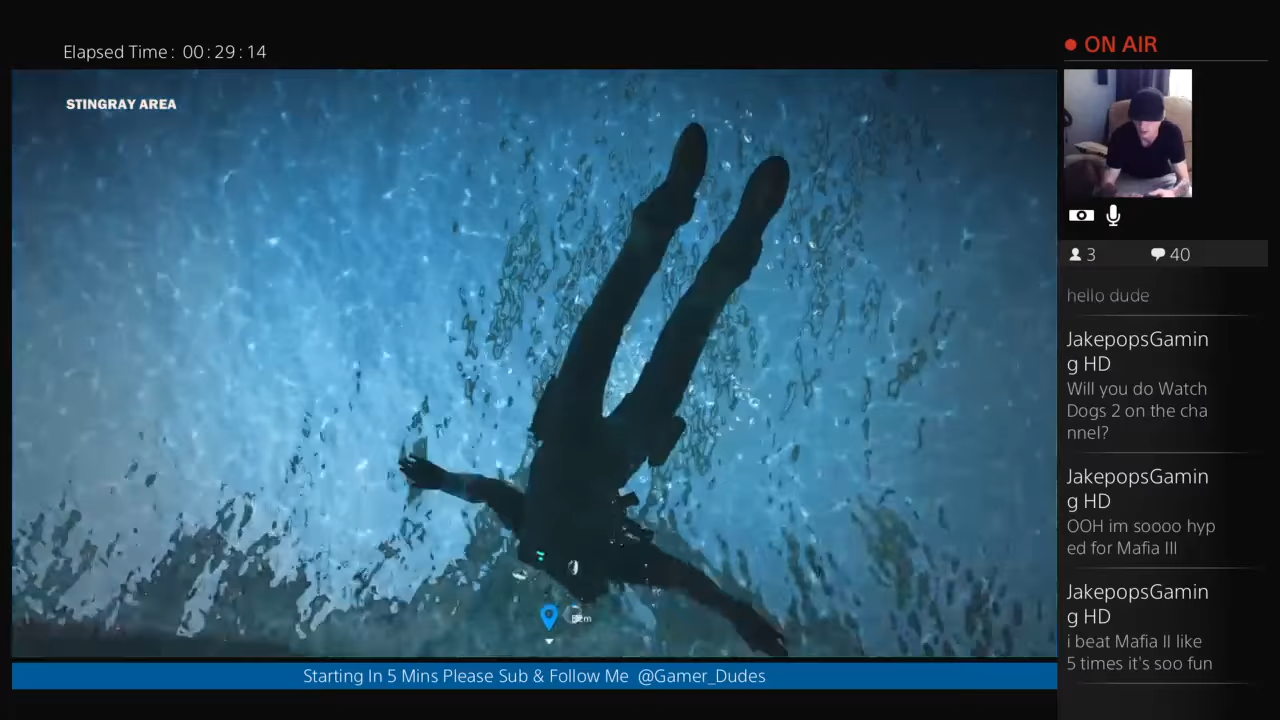 Elapsed Time: 00:29:14
STINGRAY AREA
Starting In 5 Mins Please Sub & Follow Me @Gamer_Dudes
ON AIR
3 40
hello dude
JakepopsGamin
g HD
Will you do Watch
Dogs 2 on the cha
nnel?
JakepopsGamin
g HD
OOH im soooo hyp
ed for Mafia III
JakepopsGamin
g HD
i beat Mafia II like
5 times it's soo fun